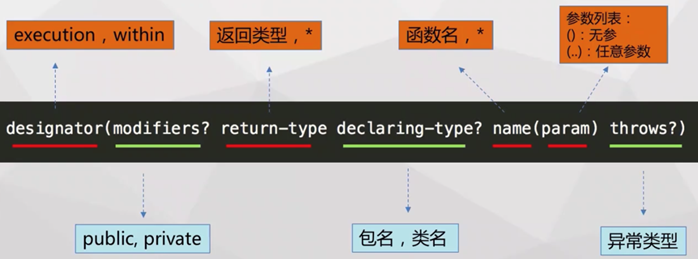 execution，within
返回类型，*
函数名，*
参数列表：
()：无参
(..)：任意参数
designator(modifiers? return-type declaring-type? name(param) throws?)
public, private
包名，类名
异常类型